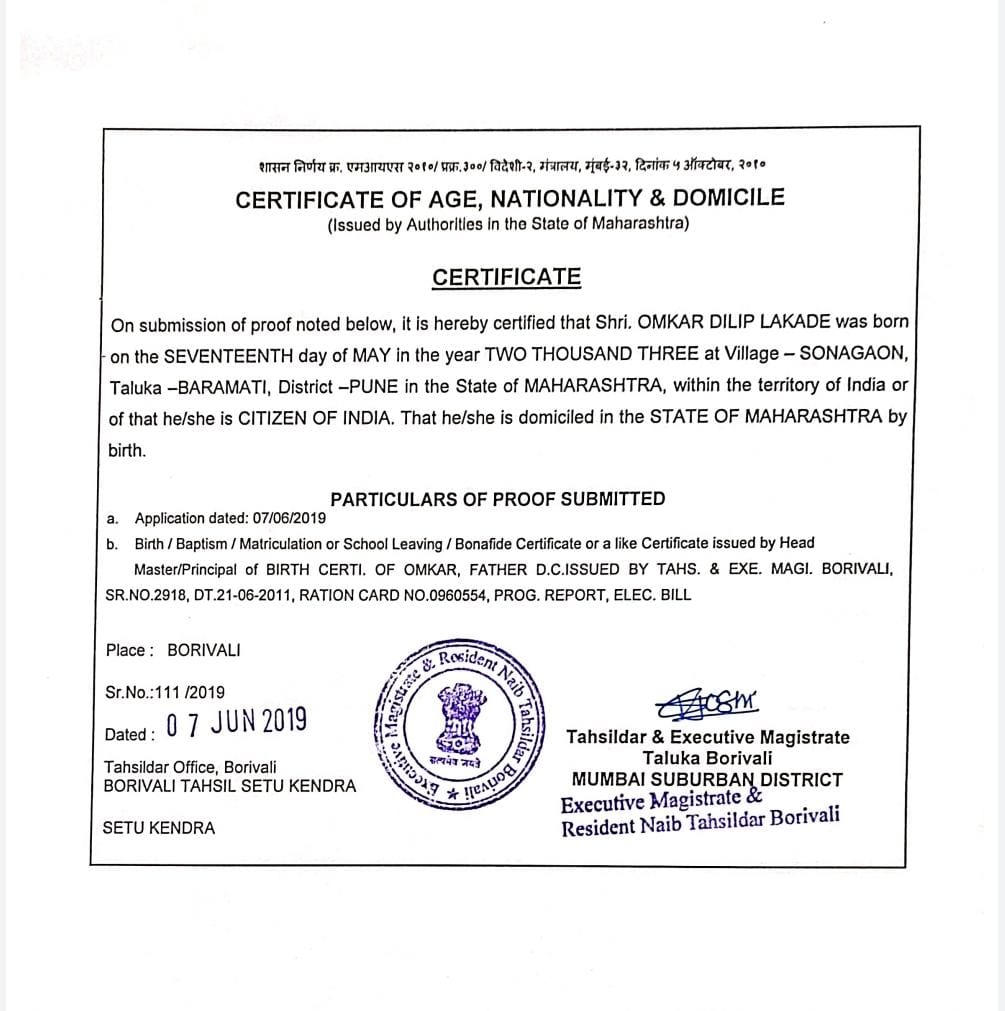 शासन निर्णय क्र. एमआयएस २०१०/ प्रक्र.३००/ विदेशी-२, मंत्रालय, मुंबई-३२, दिनांक ५ ऑक्टोबर, २०१०
CERTIFICATE OF AGE, NATIONALITY & DOMICILE
(Issued by Authorities in the State of Maharashtra)
CERTIFICATE
On submission of proof noted below, it is hereby certified that Shri. OMKAR DILIP LAKADE was born
on the SEVENTEENTH day of MAY in the year TWO THOUSAND THREE at Village – SONAGAON,
Taluka –BARAMATI, District –PUNE in the State of MAHARASHTRA, within the territory of India or
of that he/she is CITIZEN OF INDIA. That he/she is domiciled in the STATE OF MAHARASHTRA by
birth.
PARTICULARS OF PROOF SUBMITTED
a. Application dated: 07/06/2019
b. Birth / Baptism / Matriculation or School Leaving / Bonafide Certificate or a like Certificate issued by Head
Master/Principal of BIRTH CERTI. OF OMKAR, FATHER D.C.ISSUED BY TAHS. & EXE. MAGI. BORIVALI,
SR.NO.2918, DT.21-06-2011, RATION CARD NO.0960554, PROG. REPORT, ELEC. BILL
Place : BORIVALI
Sr.No.:111 /2019
Dated : 07 JUN 2019
Tahsildar Office, Borivali
BORIVALI TAHSIL SETU KENDRA
SETU KENDRA
Executive Magistrate & Resident Naib Tahsildar Borivali ★
सत्यमेव जयते
Tahsildar & Executive Magistrate
Taluka Borivali
MUMBAI SUBURBAN DISTRICT
Executive Magistrate &
Resident Naib Tahsildar Borivali